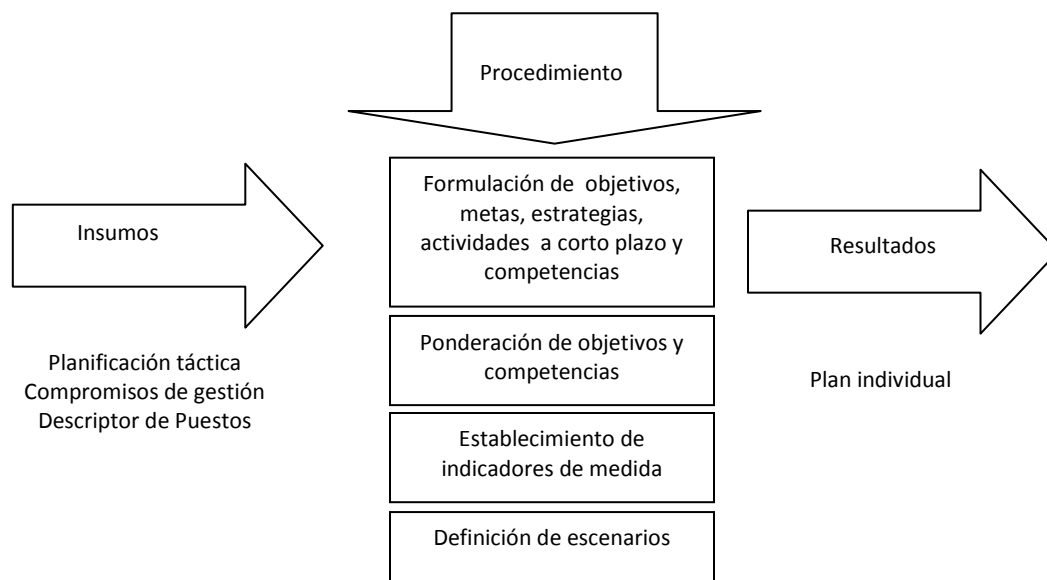 Procedimiento
Formulación de objetivos,
metas, estrategias,
actividades a corto plazo y
competencias
Insumos
Resultados
Ponderación de objetivos y
competencias
Planificación táctica
Compromisos de gestión
Descriptor de Puestos
Plan individual
Establecimiento de
indicadores de medida
Definición de escenarios